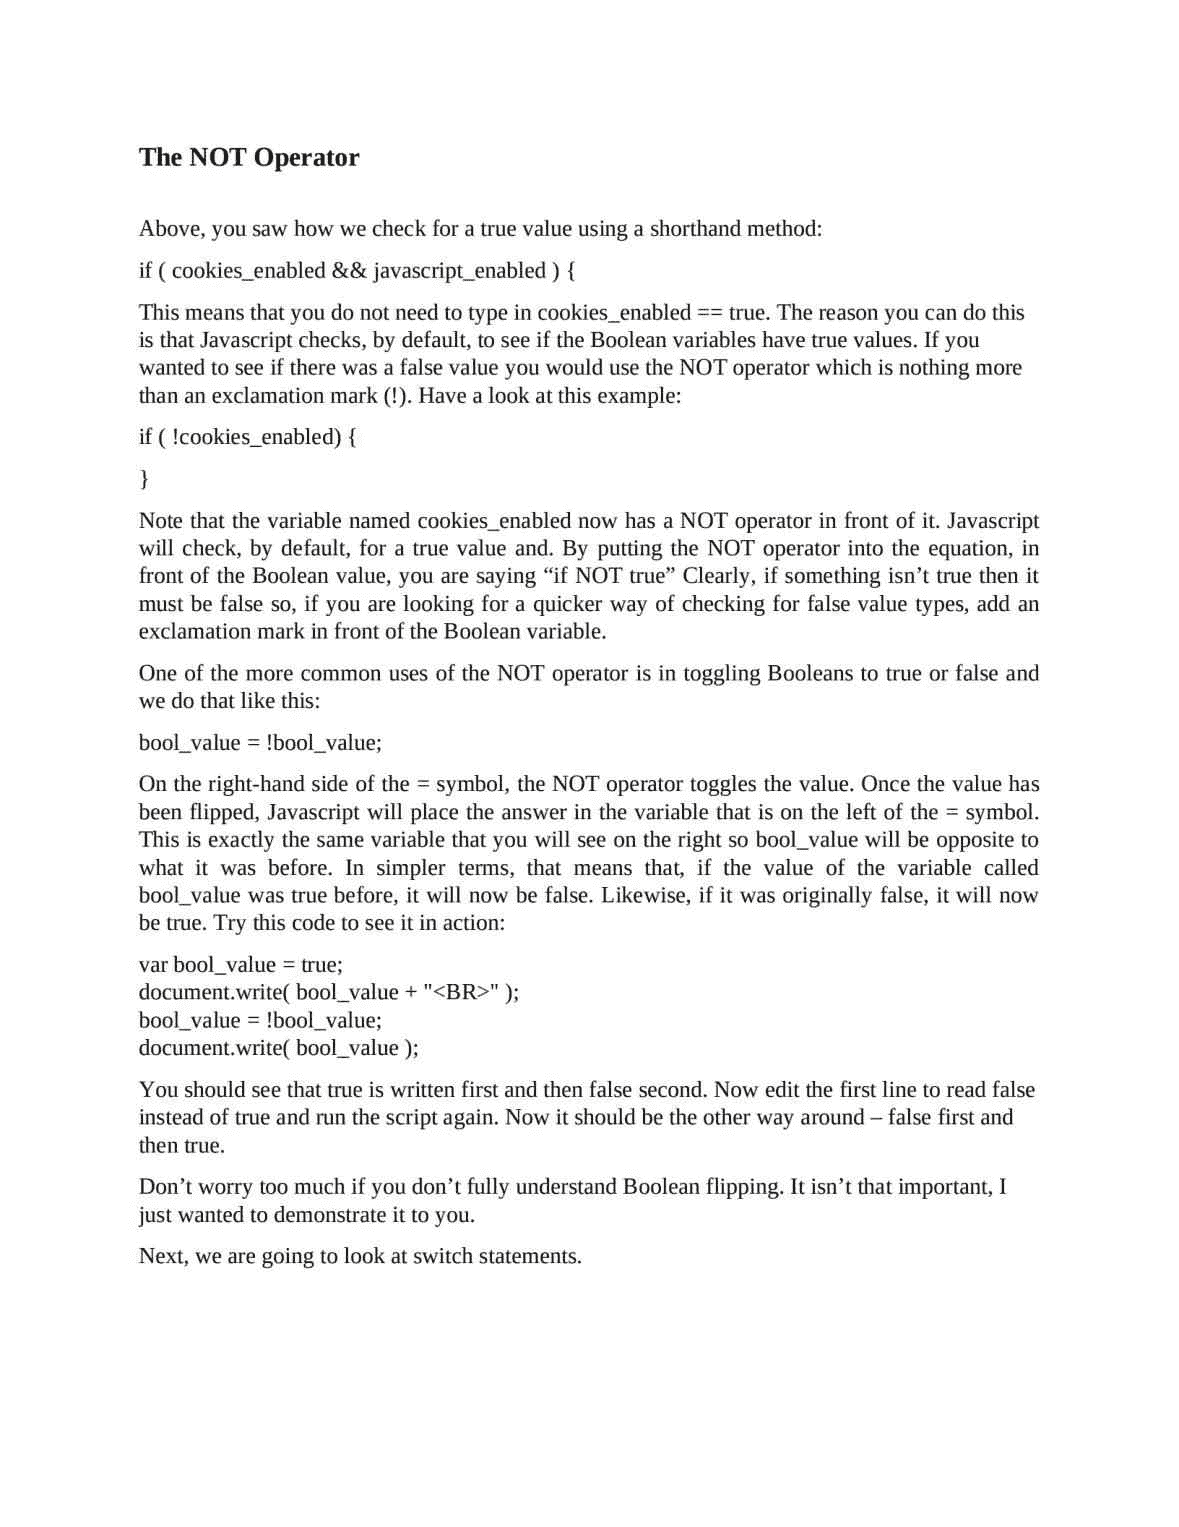 The NOT Operator
Above, you saw how we check for a true value using a shorthand method:
if ( cookies_enabled && javascript_enabled ) {
This means that you do not need to type in cookies_enabled == true. The reason you can do this
is that Javascript checks, by default, to see if the Boolean variables have true values. If you
wanted to see if there was a false value you would use the NOT operator which is nothing more
than an exclamation mark (!). Have a look at this example:
if ( !cookies_enabled) {
}
Note that the variable named cookies_enabled now has a NOT operator in front of it. Javascript
will check, by default, for a true value and. By putting the NOT operator into the equation, in
front of the Boolean value, you are saying “if NOT true” Clearly, if something isn’t true then it
must be false so, if you are looking for a quicker way of checking for false value types, add an
exclamation mark in front of the Boolean variable.
One of the more common uses of the NOT operator is in toggling Booleans to true or false and
we do that like this:
bool_value = !bool_value;
On the right-hand side of the = symbol, the NOT operator toggles the value. Once the value has
been flipped, Javascript will place the answer in the variable that is on the left of the = symbol.
This is exactly the same variable that you will see on the right so bool_value will be opposite to
what it was before. In simpler terms, that means that, if the value of the variable called
bool_value was true before, it will now be false. Likewise, if it was originally false, it will now
be true. Try this code to see it in action:
var bool_value = true;
document.write( bool_value + "<BR>" );
bool_value = !bool_value;
document.write( bool_value );
You should see that true is written first and then false second. Now edit the first line to read false
instead of true and run the script again. Now it should be the other way around – false first and
then true.
Don’t worry too much if you don’t fully understand Boolean flipping. It isn’t that important, I
just wanted to demonstrate it to you.
Next, we are going to look at switch statements.